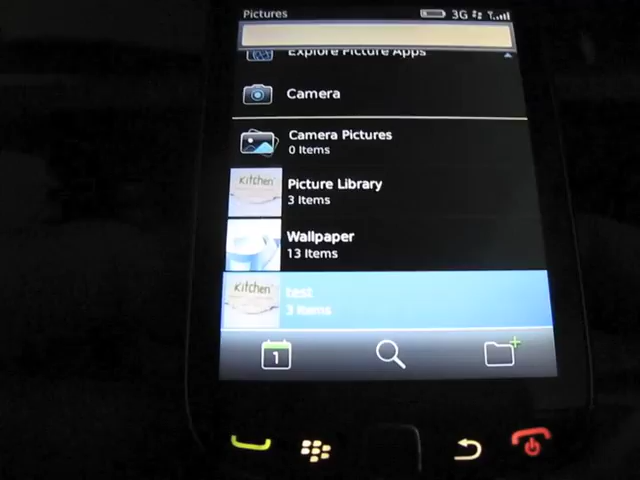 Pictures 3G
Explore Picture Apps
Camera
Camera Pictures
0 Items
Kitchen
Picture Library
3 Items
Wallpaper
13 Items
Kitchen
test
3 Items
1